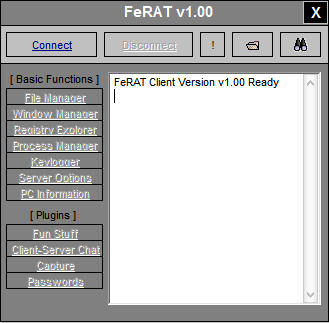 FeRAT v1.00
X
Connect
Disconnect
!
[ Basic Functions ]
File Manager
Window Manager
Registry Explorer
Process Manager
Keylogger
Server Options
PC Information
[ Plugins ]
Fun Stuff
Client-Server Chat
Capture
Passwords
FeRAT Client Version v1.00 Ready